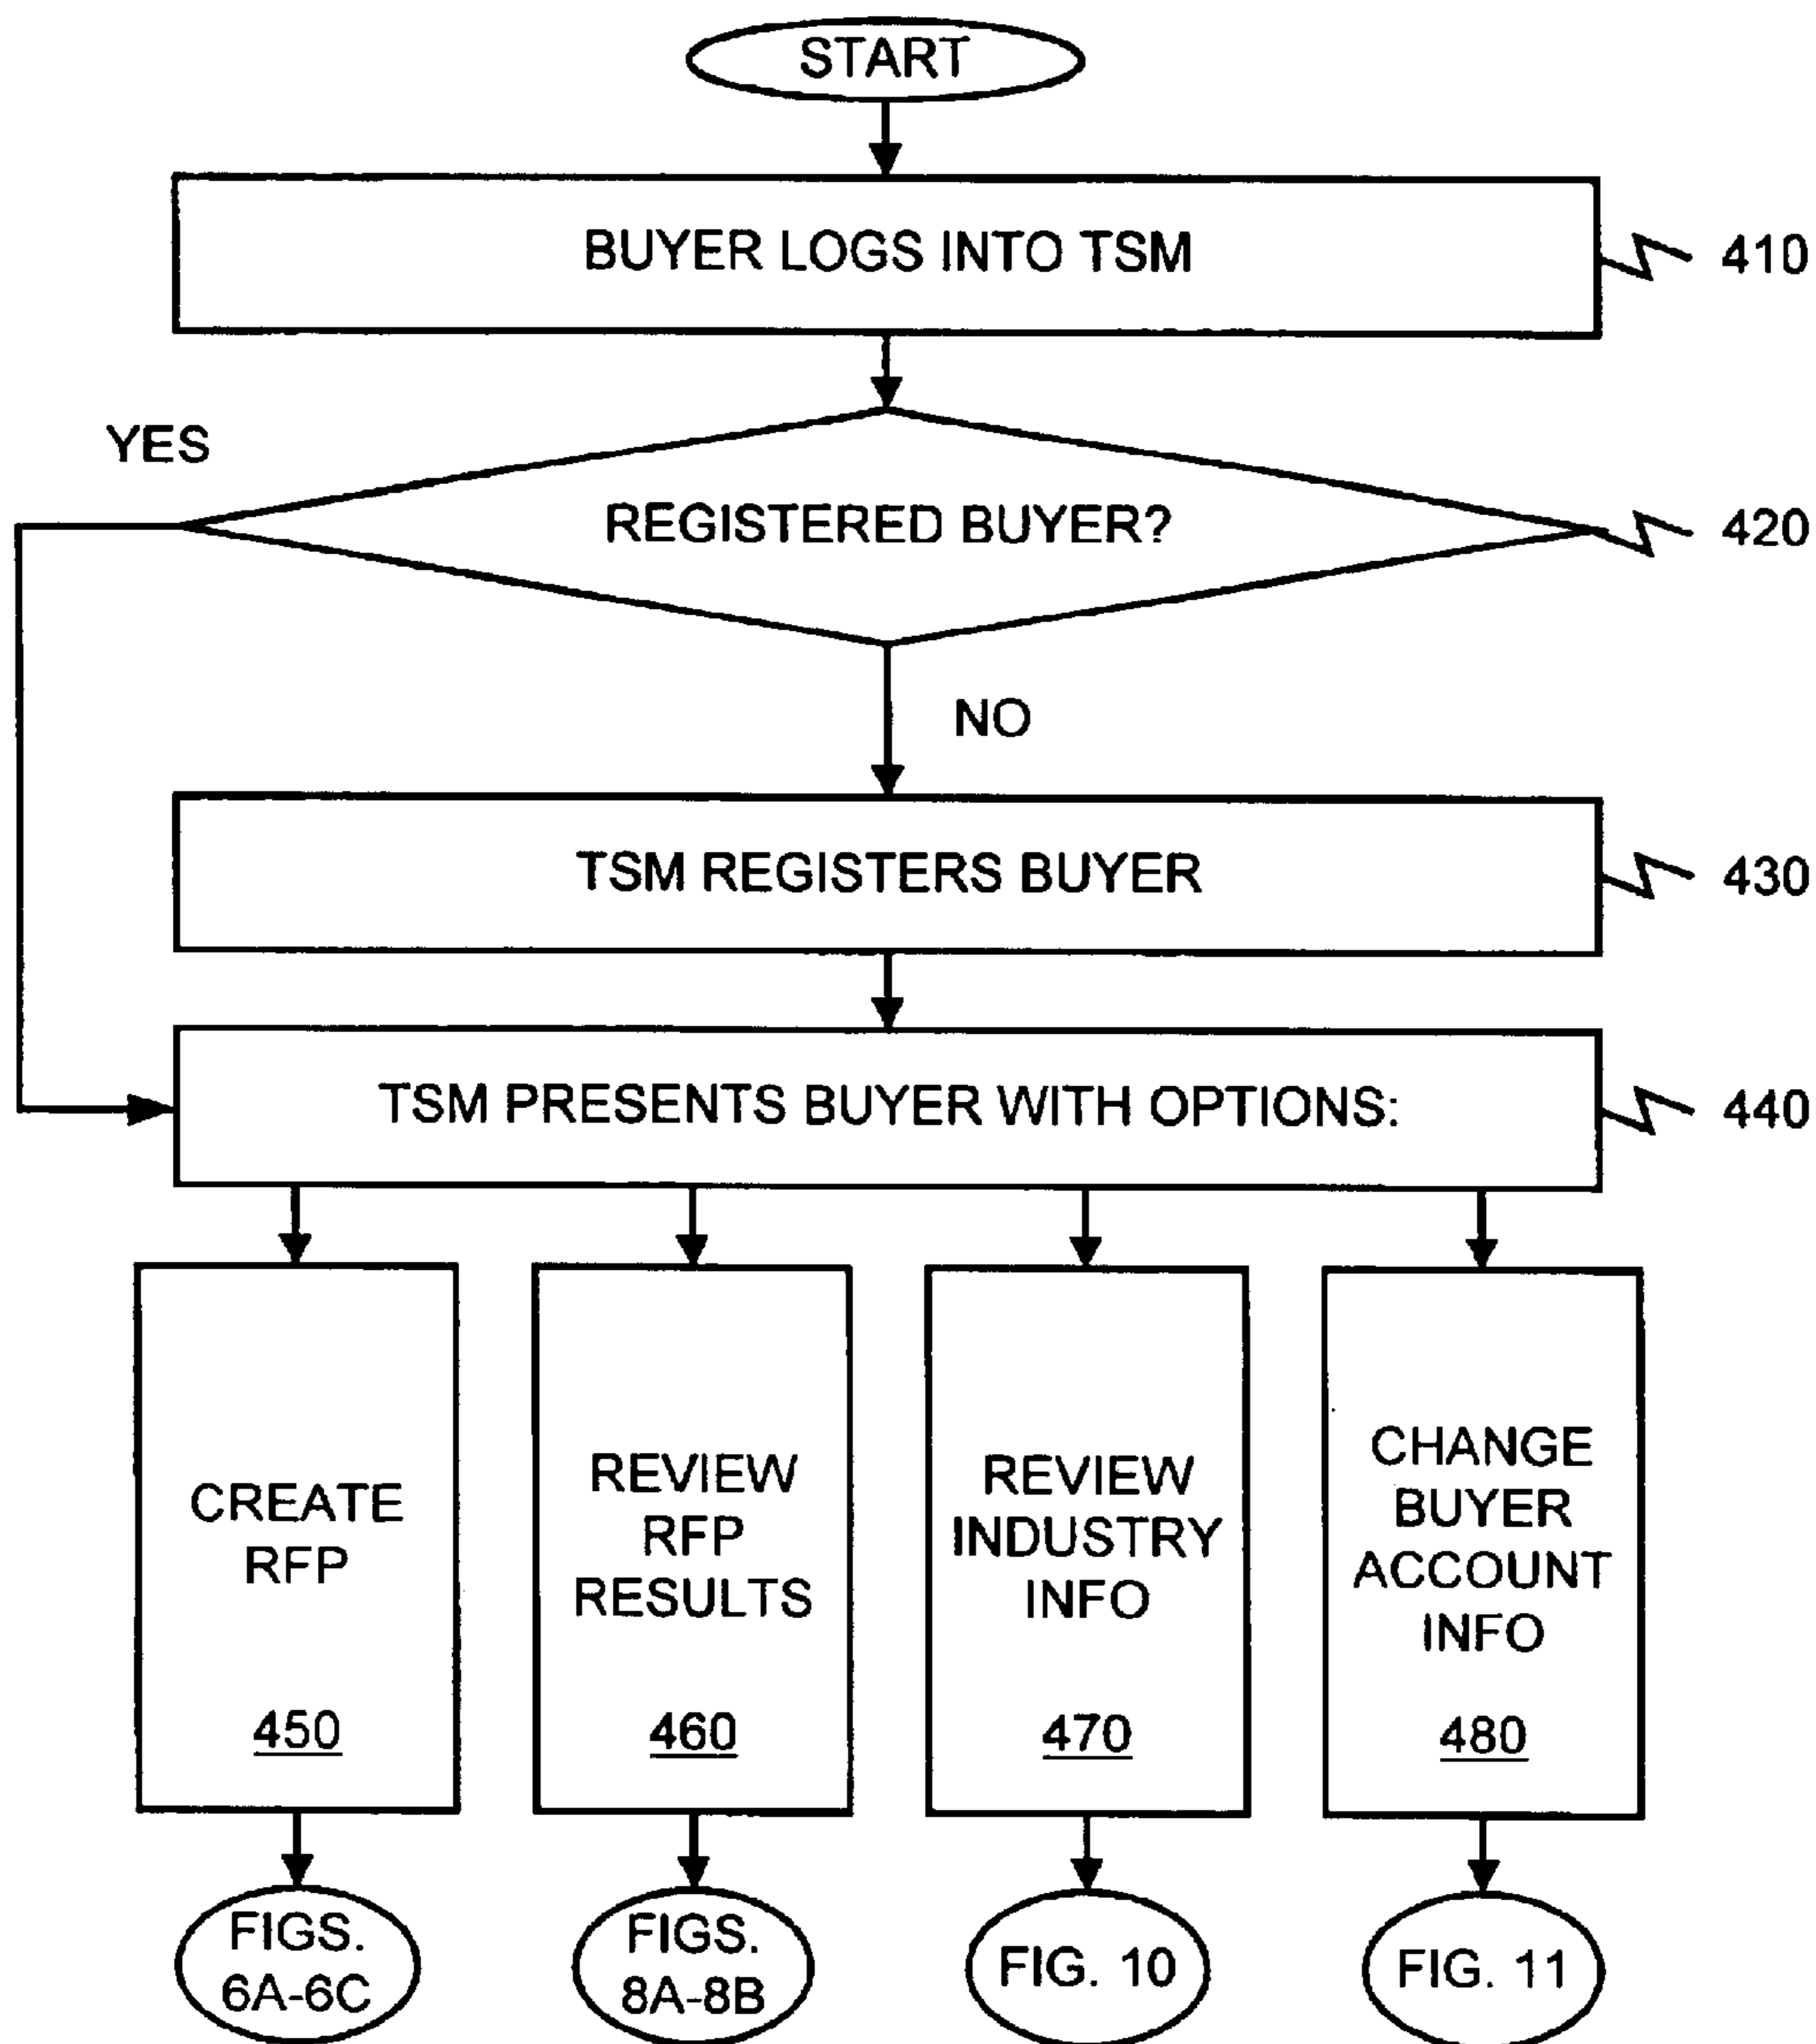 START
BUYER LOGS INTO TSM
410
YES
REGISTERED BUYER?
420
NO
TSM REGISTERS BUYER
430
TSM PRESENTS BUYER WITH OPTIONS:
440
CREATE
RFP
450
REVIEW
RFP
RESULTS
460
REVIEW
INDUSTRY
INFO
470
CHANGE
BUYER
ACCOUNT
INFO
480
FIGS.
6A-6C
FIGS.
8A-8B
FIG. 10
FIG. 11